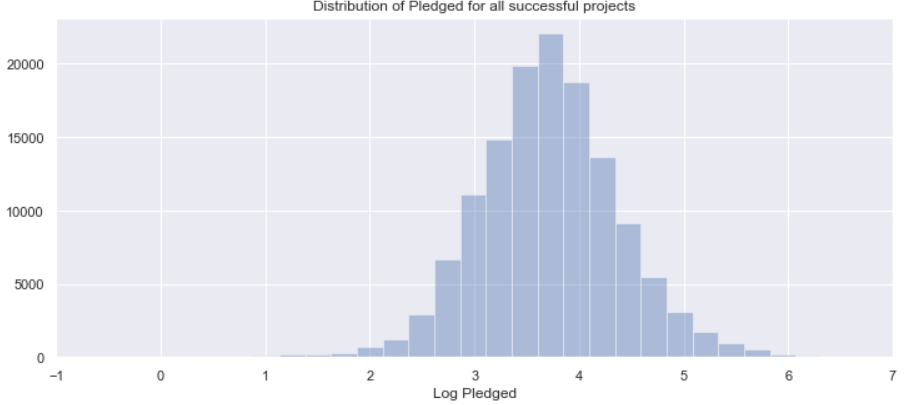 Distribution of Pledged for all successful projects
20000
15000
10000
5000
0
−1 0 1 2 3 4 5 6 7
Log Pledged